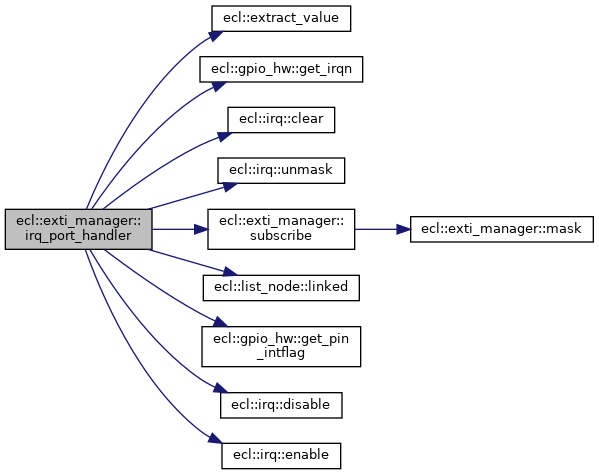 ecl::extract_value
ecl::gpio_hw::get_irqn
ecl::irq::clear
ecl::irq::unmask
ecl::exti_manager::
irq_port_handler
ecl::exti_manager::
subscribe
ecl::exti_manager::mask
ecl::list_node::linked
ecl::gpio_hw::get_pin
_intflag
ecl::irq::disable
ecl::irq::enable